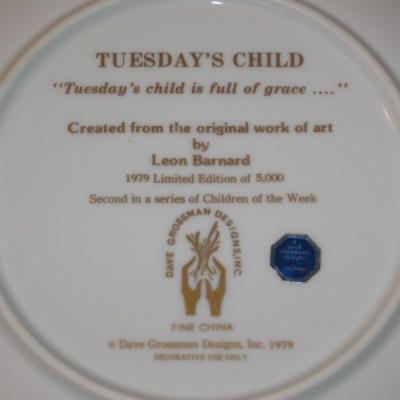 TUESDAY'S CHILD
"Tuesday's child is full of grace ...."
Created from the original work of art
by
Leon Barnard
1979 Limited Edition of 5,000
Second in a series of Children of the Week
DAVE GROSSMAN DESIGNS, INC.
FINE CHINA
© Dave Grossman Designs, Inc. 1979
DECORATIVE USE ONLY